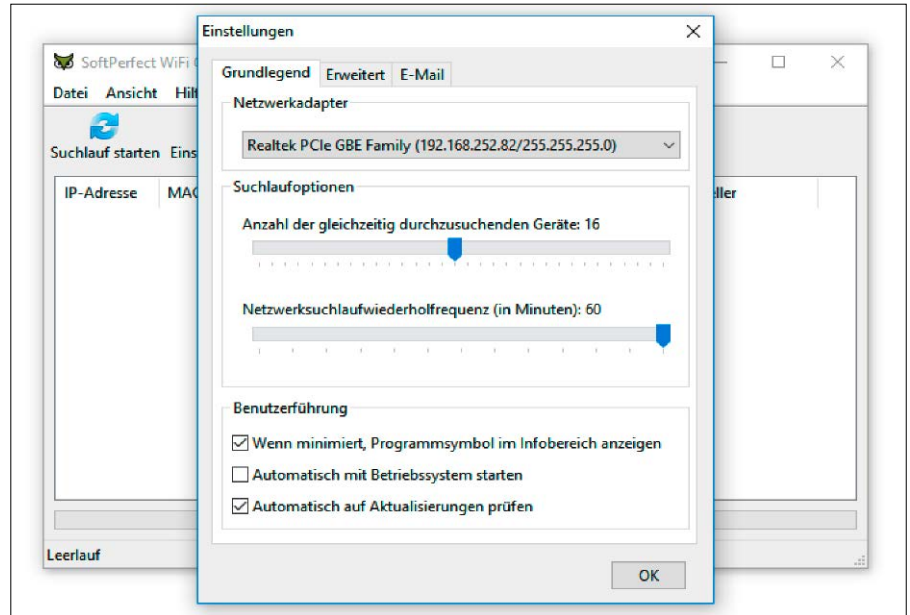 Einstellungen
SoftPerfect WiFi
Datei Ansicht
Suchlauf starten
IP-Adresse
Leerlauf
Grundlegend Erweitert E-Mail
Netzwerkadapter
Realtek PCIe GBE Family (192.168.252.82/255.255.255.0)
Suchlaufoptionen
Anzahl der gleichzeitig durchzusuchenden Geräte: 16
Netzwerksuchlaufwiederholfrequenz (in Minuten): 60
Benutzerführung
Wenn minimiert, Programmsymbol im Infobereich anzeigen
Automatisch mit Betriebssystem starten
Automatisch auf Aktualisierungen prüfen
OK